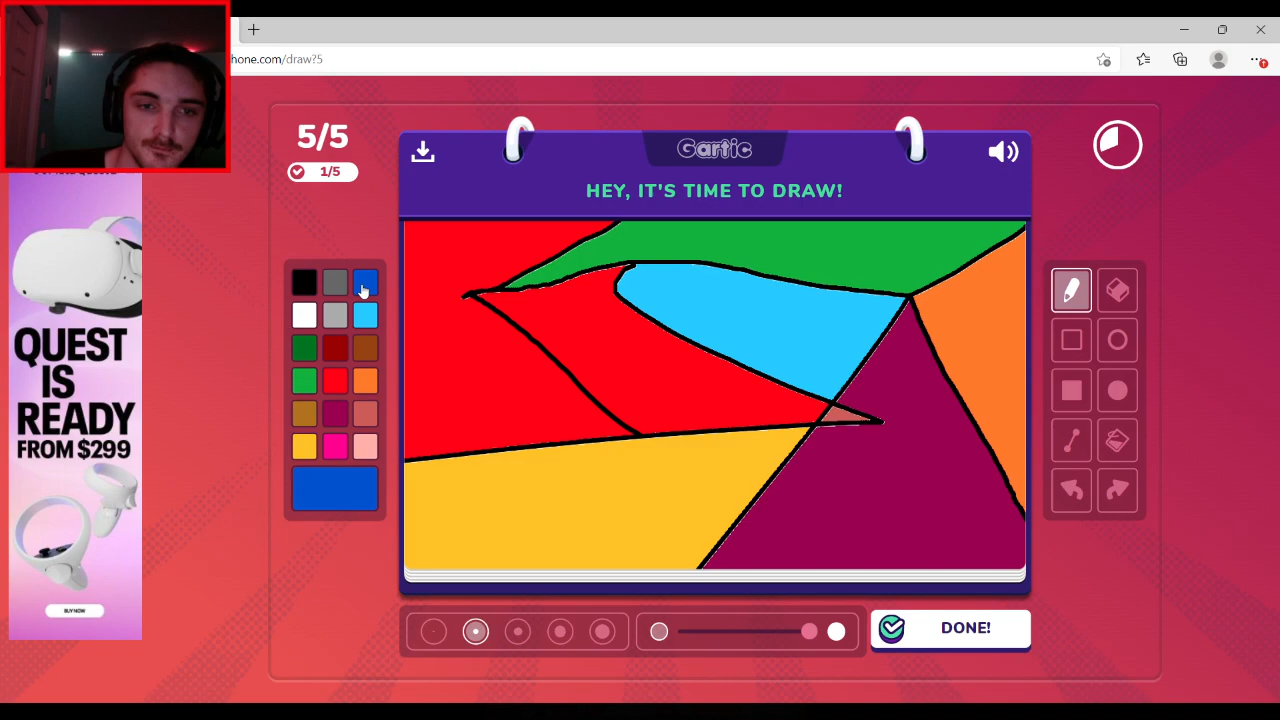 hone.com/draw?5
5/5
1/5
Gartic
HEY, IT'S TIME TO DRAW!
QUEST
IS
READY
FROM $299
BUY NOW
DONE!